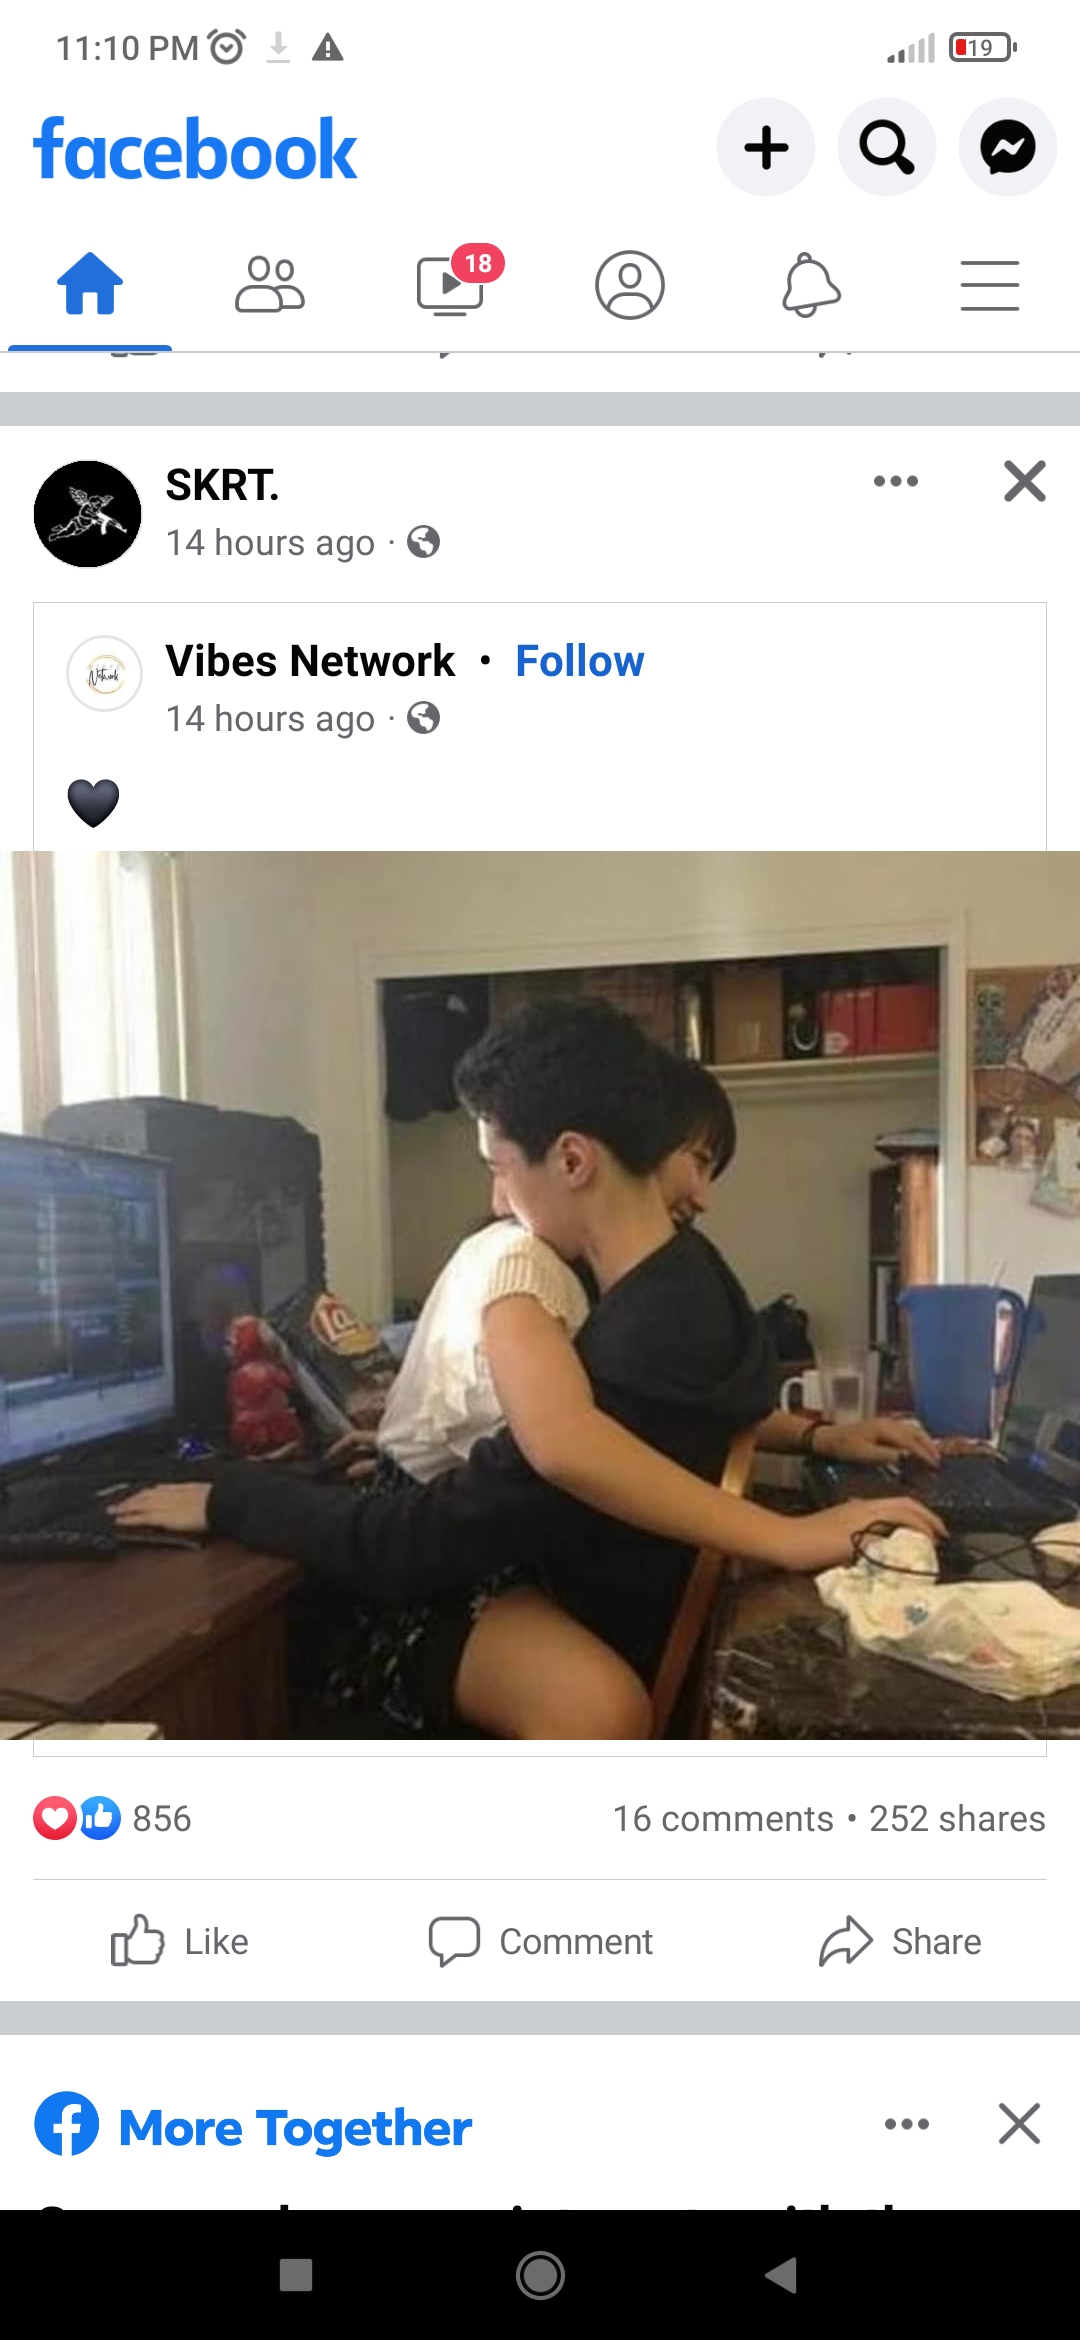 11:10 PM
19
facebook
18
SKRT.
14 hours ago ·
Vibes Network • Follow
14 hours ago ·
🖤
856
16 comments • 252 shares
Like
Comment
Share
More Together